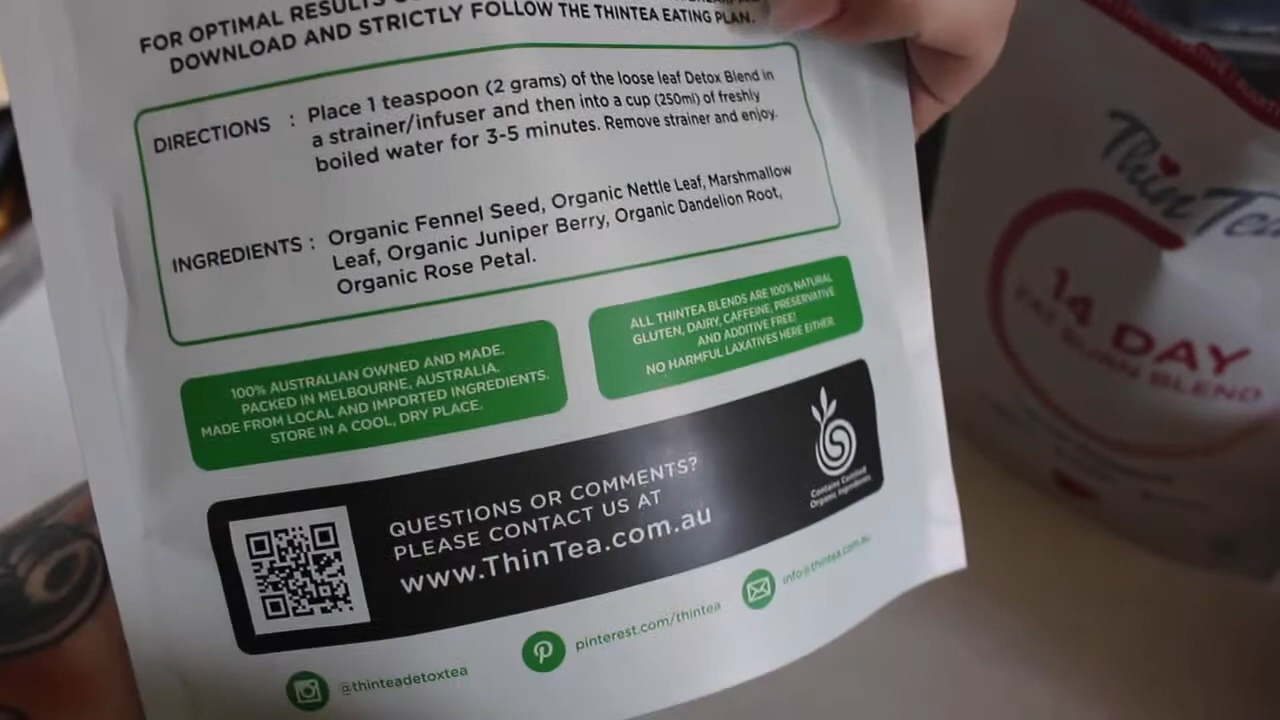 FOR OPTIMAL RESULTS
DOWNLOAD AND STRICTLY FOLLOW THE THINTEA EATING PLAN.
DIRECTIONS : Place 1 teaspoon (2 grams) of the loose leaf Detox Blend in
a strainer/infuser and then into a cup (250ml) of freshly
boiled water for 3-5 minutes. Remove strainer and enjoy.
INGREDIENTS : Organic Fennel Seed, Organic Nettle Leaf, Marshmallow
Leaf, Organic Juniper Berry, Organic Dandelion Root,
Organic Rose Petal.
100% AUSTRALIAN OWNED AND MADE.
PACKED IN MELBOURNE, AUSTRALIA.
MADE FROM LOCAL AND IMPORTED INGREDIENTS.
STORE IN A COOL, DRY PLACE.
ALL THINTEA BLENDS ARE 100% NATURAL
GLUTEN, DAIRY, CAFFEINE, PRESERVATIVE
AND ADDITIVE FREE!
NO HARMFUL LAXATIVES HERE EITHER.
QUESTIONS OR COMMENTS?
PLEASE CONTACT US AT
www.ThinTea.com.au
Contains Certified
Organic Ingredients
@thinteadetoxtea
pinterest.com/thintea
info@thintea.com.au
Thin Tea
14 DAY
BLEND